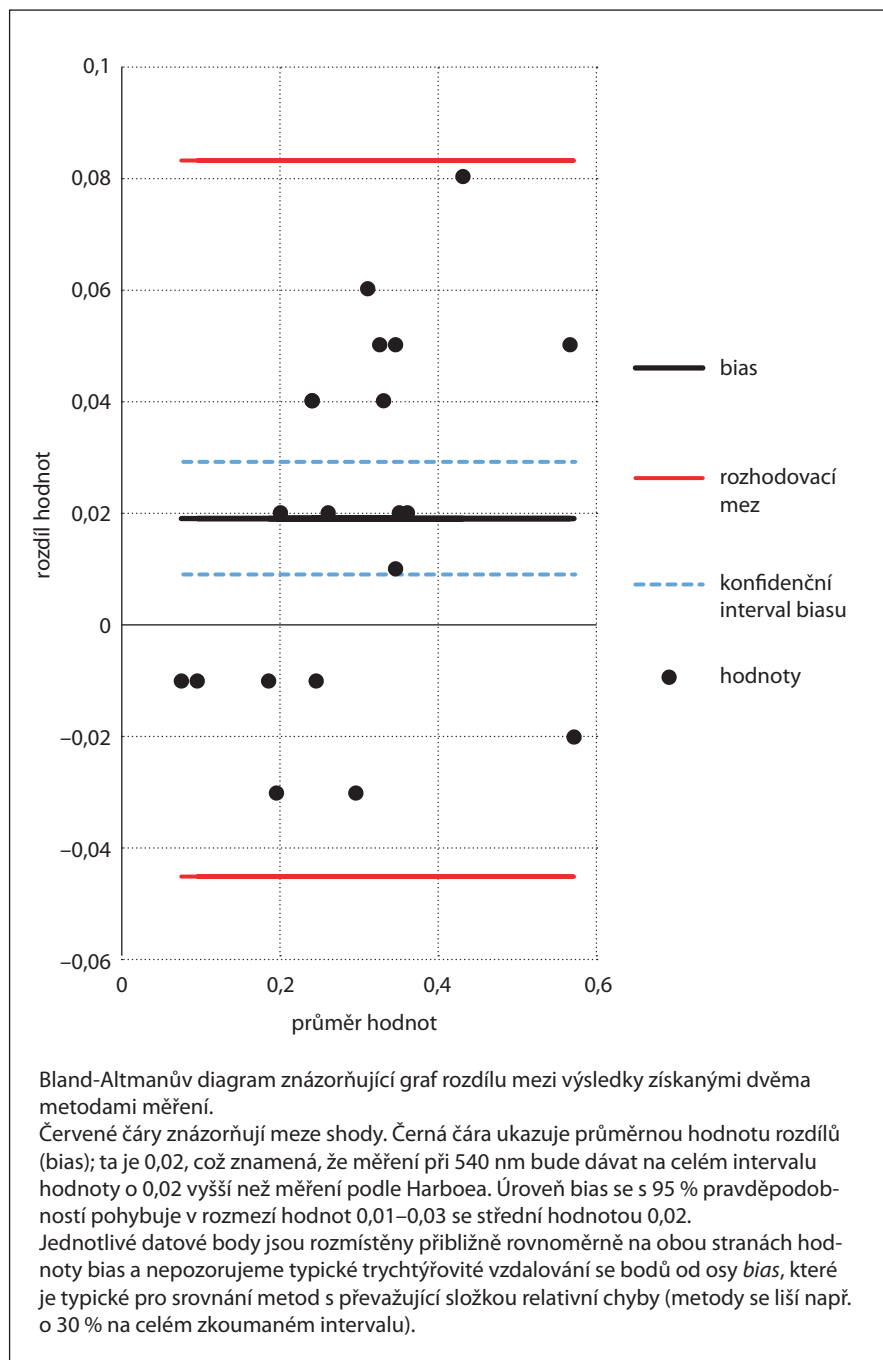 0,1
0,08
0,06
0,04
0,02
0
–0,02
–0,04
–0,06
rozdíl hodnot
0
0,2
0,4
0,6
průměr hodnot
bias
rozhodovací
mez
konfidenční
interval biasu
hodnoty
Bland-Altmanův diagram znázorňující graf rozdílu mezi výsledky získanými dvěma
metodami měření.
Červené čáry znázorňují meze shody. Černá čára ukazuje průměrnou hodnotu rozdílů
(bias); ta je 0,02, což znamená, že měření při 540 nm bude dávat na celém intervalu
hodnoty o 0,02 vyšší než měření podle Harboea. Úroveň bias se s 95 % pravděpodob-
ností pohybuje v rozmezí hodnot 0,01–0,03 se střední hodnotou 0,02.
Jednotlivé datové body jsou rozmístěny přibližně rovnoměrně na obou stranách hod-
noty bias a nepozorujeme typické trychtýřovité vzdalování se bodů od osy bias, které
je typické pro srovnání metod s převažující složkou relativní chyby (metody se liší např.
o 30 % na celém zkoumaném intervalu).